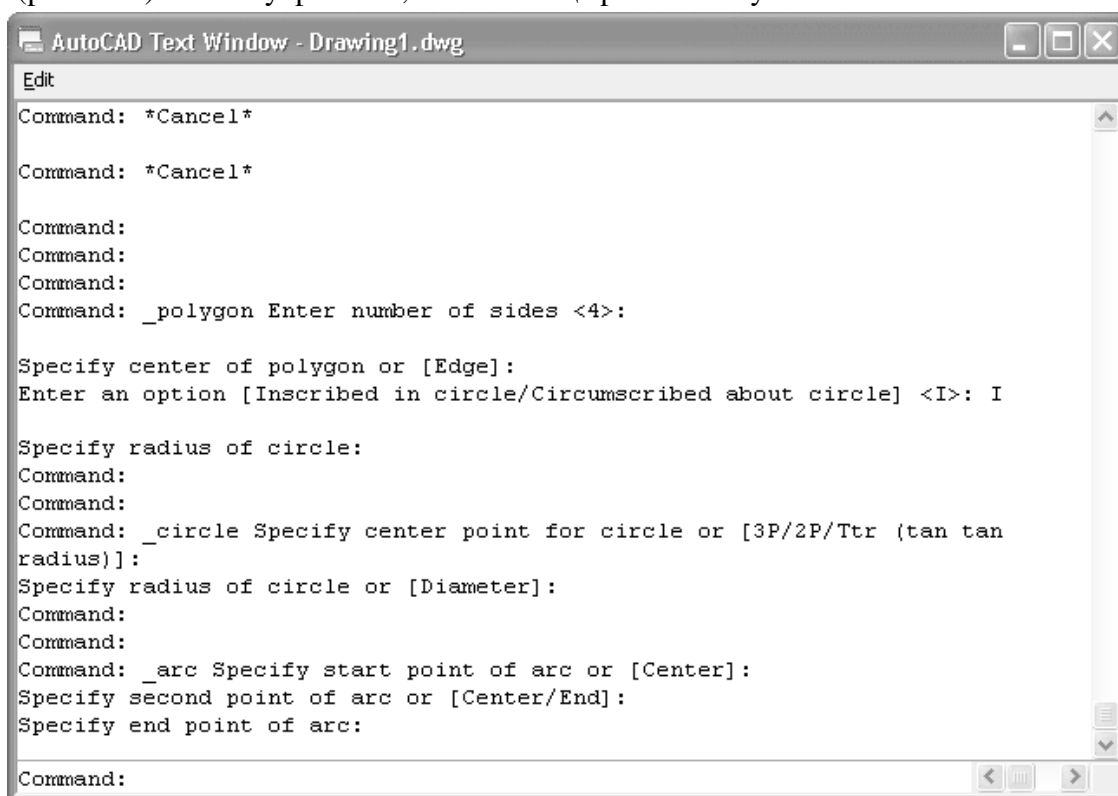 AutoCAD Text Window - Drawing1.dwg
Edit
Command: *Cancel*
Command: *Cancel*
Command:
Command:
Command:
Command: _polygon Enter number of sides <4>:
Specify center of polygon or [Edge]:
Enter an option [Inscribed in circle/Circumscribed about circle] <I>: I
Specify radius of circle:
Command:
Command:
Command: _circle Specify center point for circle or [3P/2P/Ttr (tan tan
radius)]:
Specify radius of circle or [Diameter]:
Command:
Command:
Command: _arc Specify start point of arc or [Center]:
Specify second point of arc or [Center/End]:
Specify end point of arc:
Command: